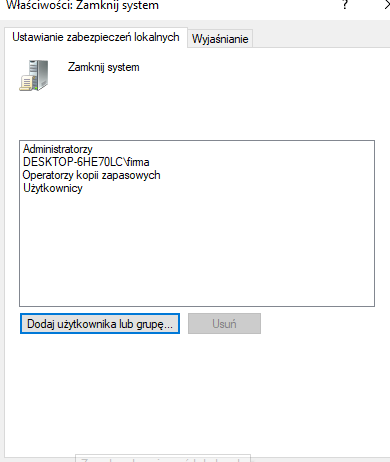 Właściwości: Zamknij system
?
Ustawianie zabezpieczeń lokalnych
Wyjaśnianie
Zamknij system
Administratorzy
DESKTOP-6HE70LC\firma
Operatorzy kopii zapasowych
Użytkownicy
Dodaj użytkownika lub grupę...
Usuń